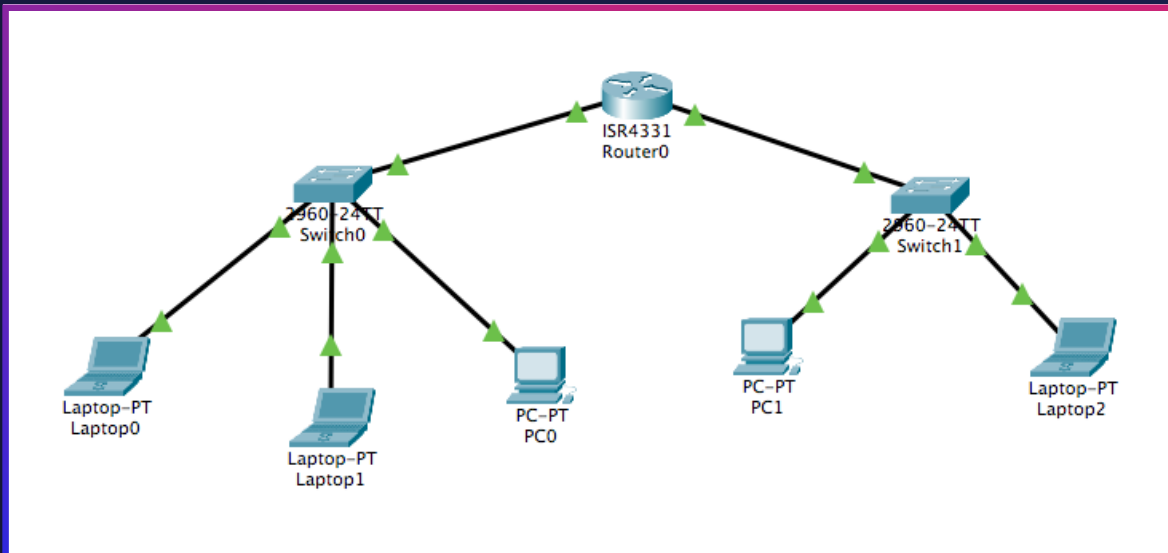 ISR4331
Router0
2960-24TT
Switch0
2960-24TT
Switch1
Laptop-PT
Laptop0
Laptop-PT
Laptop1
PC-PT
PC0
PC-PT
PC1
Laptop-PT
Laptop2